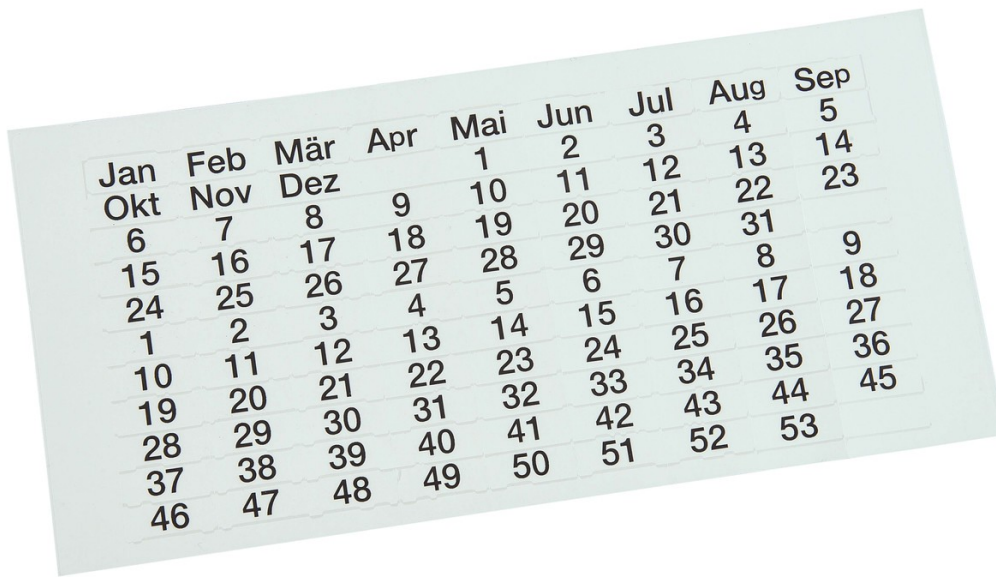 Jan Feb Mär Apr Mai Jun Jul Aug Sep
Okt Nov Dez 1 2 3 4 5
6 7 8 9 10 11 12 13 14
15 16 17 18 19 20 21 22 23
24 25 26 27 28 29 30 31
1 2 3 4 5 6 7 8 9
10 11 12 13 14 15 16 17 18
19 20 21 22 23 24 25 26 27
28 29 30 31 32 33 34 35 36
37 38 39 40 41 42 43 44 45
46 47 48 49 50 51 52 53